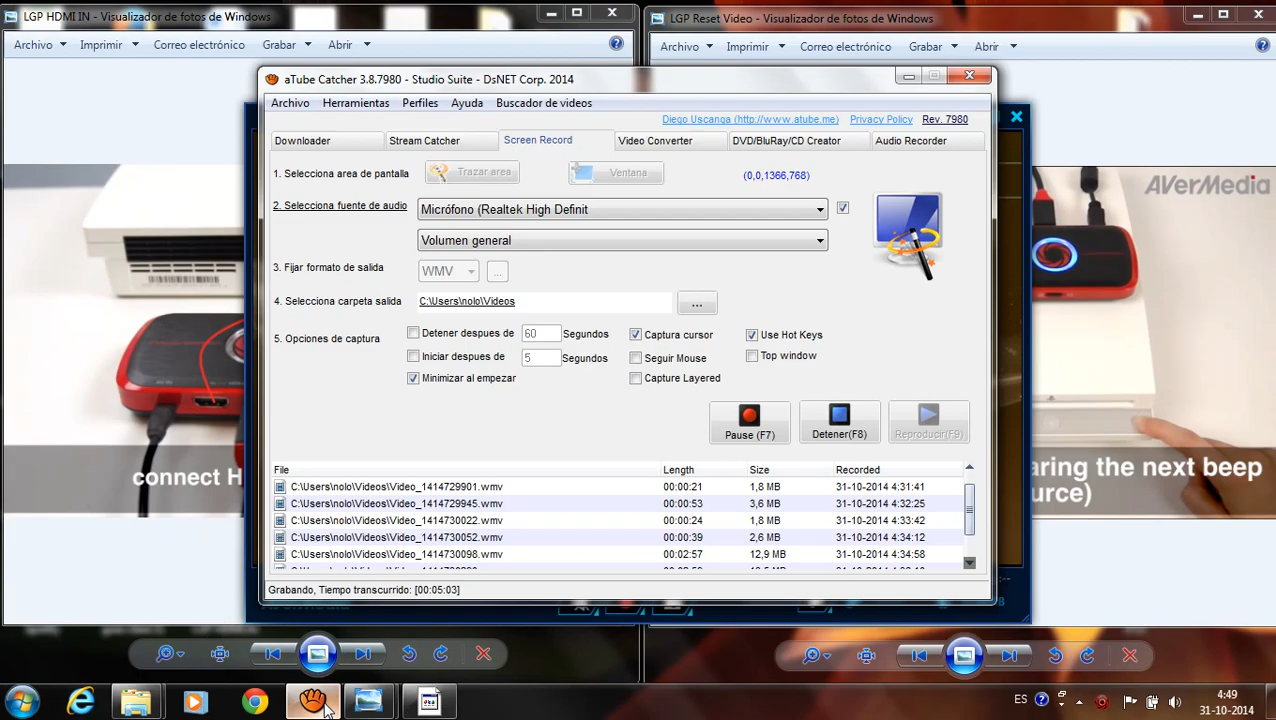 LGP HDMI IN - Visualizador de fotos de Windows
Archivo Imprimir Correo electrónico Grabar Abrir
LGP Reset Video - Visualizador de fotos de Windows
Archivo Imprimir Correo electrónico Grabar Abrir
aTube Catcher 3.8.7980 - Studio Suite - DsNET Corp. 2014
Archivo Herramientas Perfiles Ayuda Buscador de videos
Diego Uscanga (http://www.atube.me) Privacy Policy Rev. 7980
Downloader Stream Catcher Screen Record Video Converter DVD/BluRay/CD Creator Audio Recorder
1. Selecciona area de pantalla Trazar area Ventana (0,0,1366,768)
2. Selecciona fuente de audio Micrófono (Realtek High Definit
Volumen general
3. Fijar formato de salida WMV ...
4. Selecciona carpeta salida C:\Users\nolo\Videos ...
5. Opciones de captura
Detener despues de 60 Segundos Captura cursor Use Hot Keys
Iniciar despues de 5 Segundos Seguir Mouse Top window
Minimizar al empezar Capture Layered
Pause (F7) Detener(F8) Reproducir(F9)
File Length Size Recorded
C:\Users\nolo\Videos\Video_1414729901.wmv 00:00:21 1,8 MB 31-10-2014 4:31:41
C:\Users\nolo\Videos\Video_1414729945.wmv 00:00:53 3,6 MB 31-10-2014 4:32:25
C:\Users\nolo\Videos\Video_1414730022.wmv 00:00:24 1,8 MB 31-10-2014 4:33:42
C:\Users\nolo\Videos\Video_1414730052.wmv 00:00:39 2,6 MB 31-10-2014 4:34:12
C:\Users\nolo\Videos\Video_1414730098.wmv 00:02:57 12,9 MB 31-10-2014 4:34:58
Grabando, Tiempo transcurrido: [00:05:03]
connect H
AVerMedia
aring the next beep
ource)
ES
4:49
31-10-2014